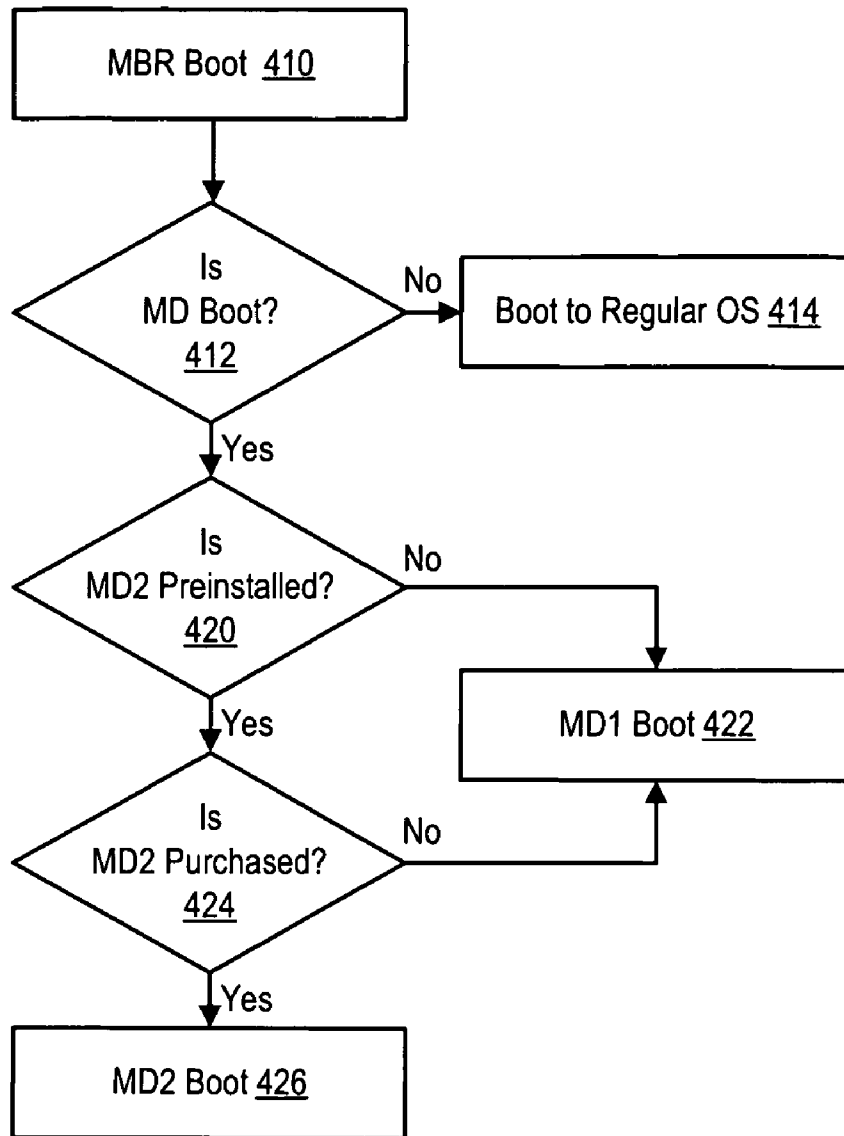 MBR Boot 410
Is
MD Boot?
412
No
Boot to Regular OS 414
Yes
Is
MD2 Preinstalled?
420
No
MD1 Boot 422
Yes
Is
MD2 Purchased?
424
No
Yes
MD2 Boot 426